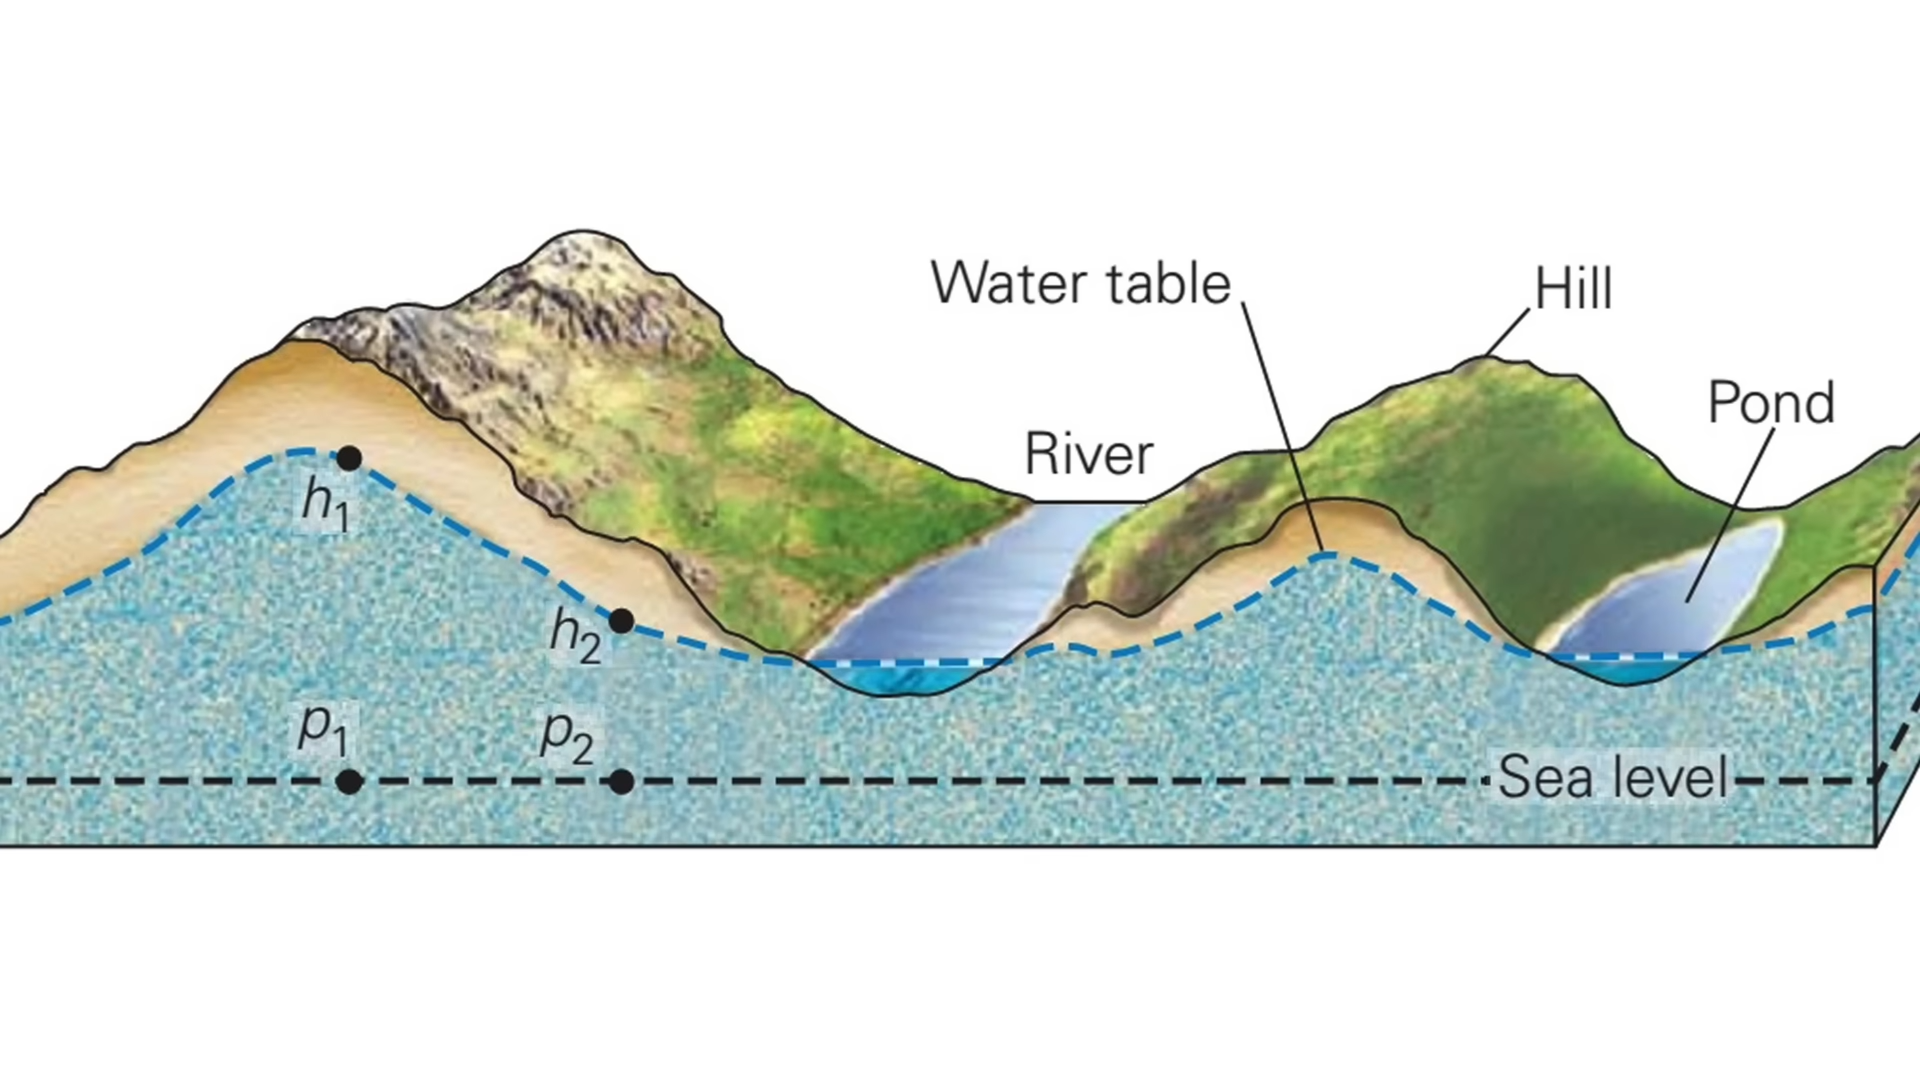 Water table
Hill
Pond
River
h1
h2
p1
p2
Sea level